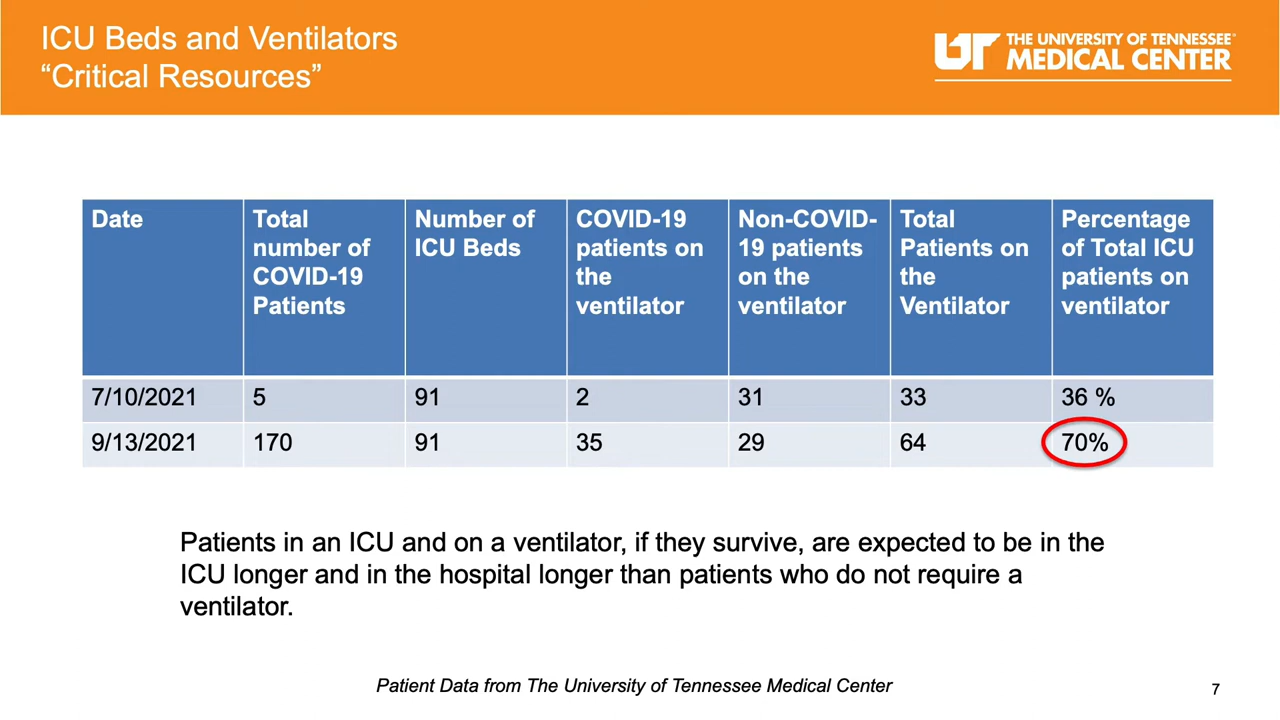 ICU Beds and Ventilators
“Critical Resources”
UT
THE UNIVERSITY OF TENNESSEE
MEDICAL CENTER
Date
Total
number of
COVID-19
Patients
Number of
ICU Beds
COVID-19
patients on
the
ventilator
Non-COVID-
19 patients
on the
ventilator
Total
Patients on
the
Ventilator
Percentage
of Total ICU
patients on
ventilator
7/10/2021 5 91 2 31 33 36 %
9/13/2021 170 91 35 29 64 70%
Patients in an ICU and on a ventilator, if they survive, are expected to be in the
ICU longer and in the hospital longer than patients who do not require a
ventilator.
Patient Data from The University of Tennessee Medical Center
7